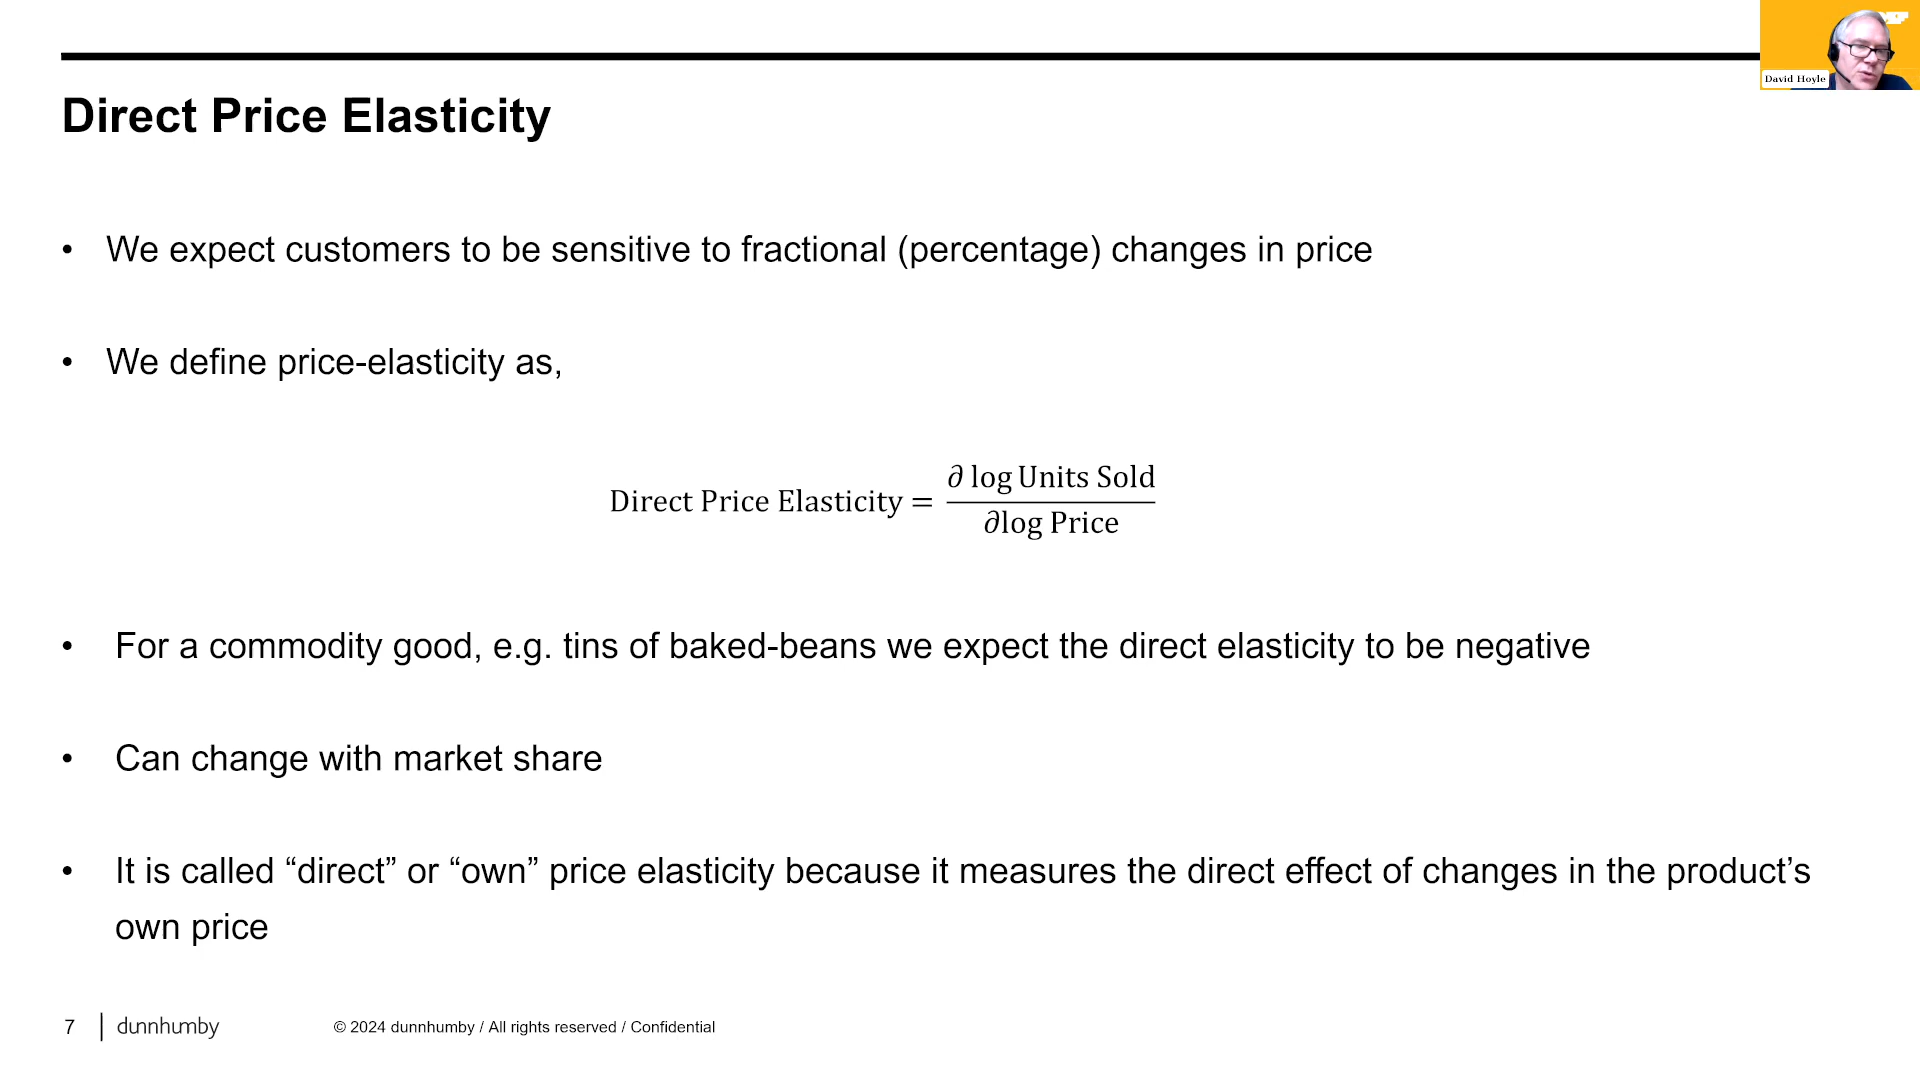 David Hoyle
Direct Price Elasticity
• We expect customers to be sensitive to fractional (percentage) changes in price
• We define price-elasticity as,
Direct Price Elasticity = ∂ log Units Sold / ∂log Price
• For a commodity good, e.g. tins of baked-beans we expect the direct elasticity to be negative
• Can change with market share
• It is called “direct” or “own” price elasticity because it measures the direct effect of changes in the product’s
own price
7 | dunnhumby © 2024 dunnhumby / All rights reserved / Confidential